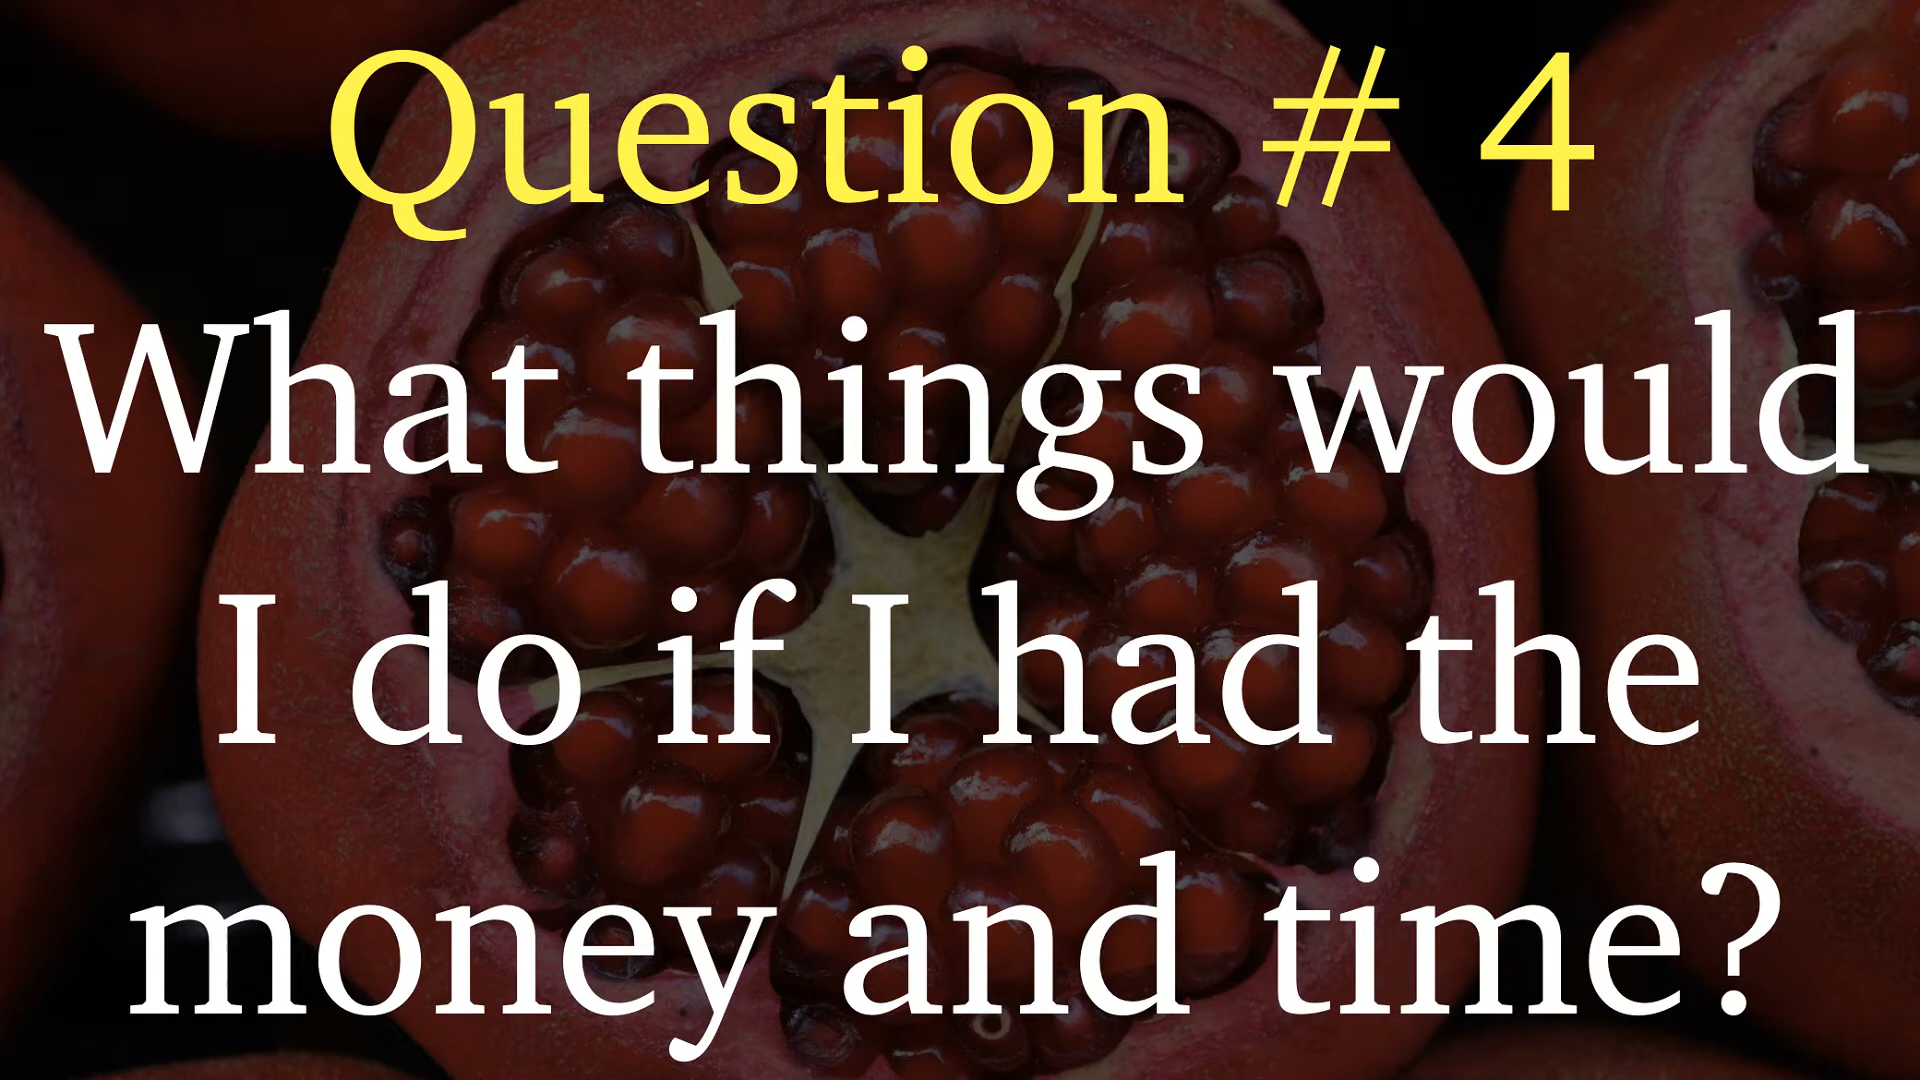 Question # 4
What things would
I do if I had the
money and time?